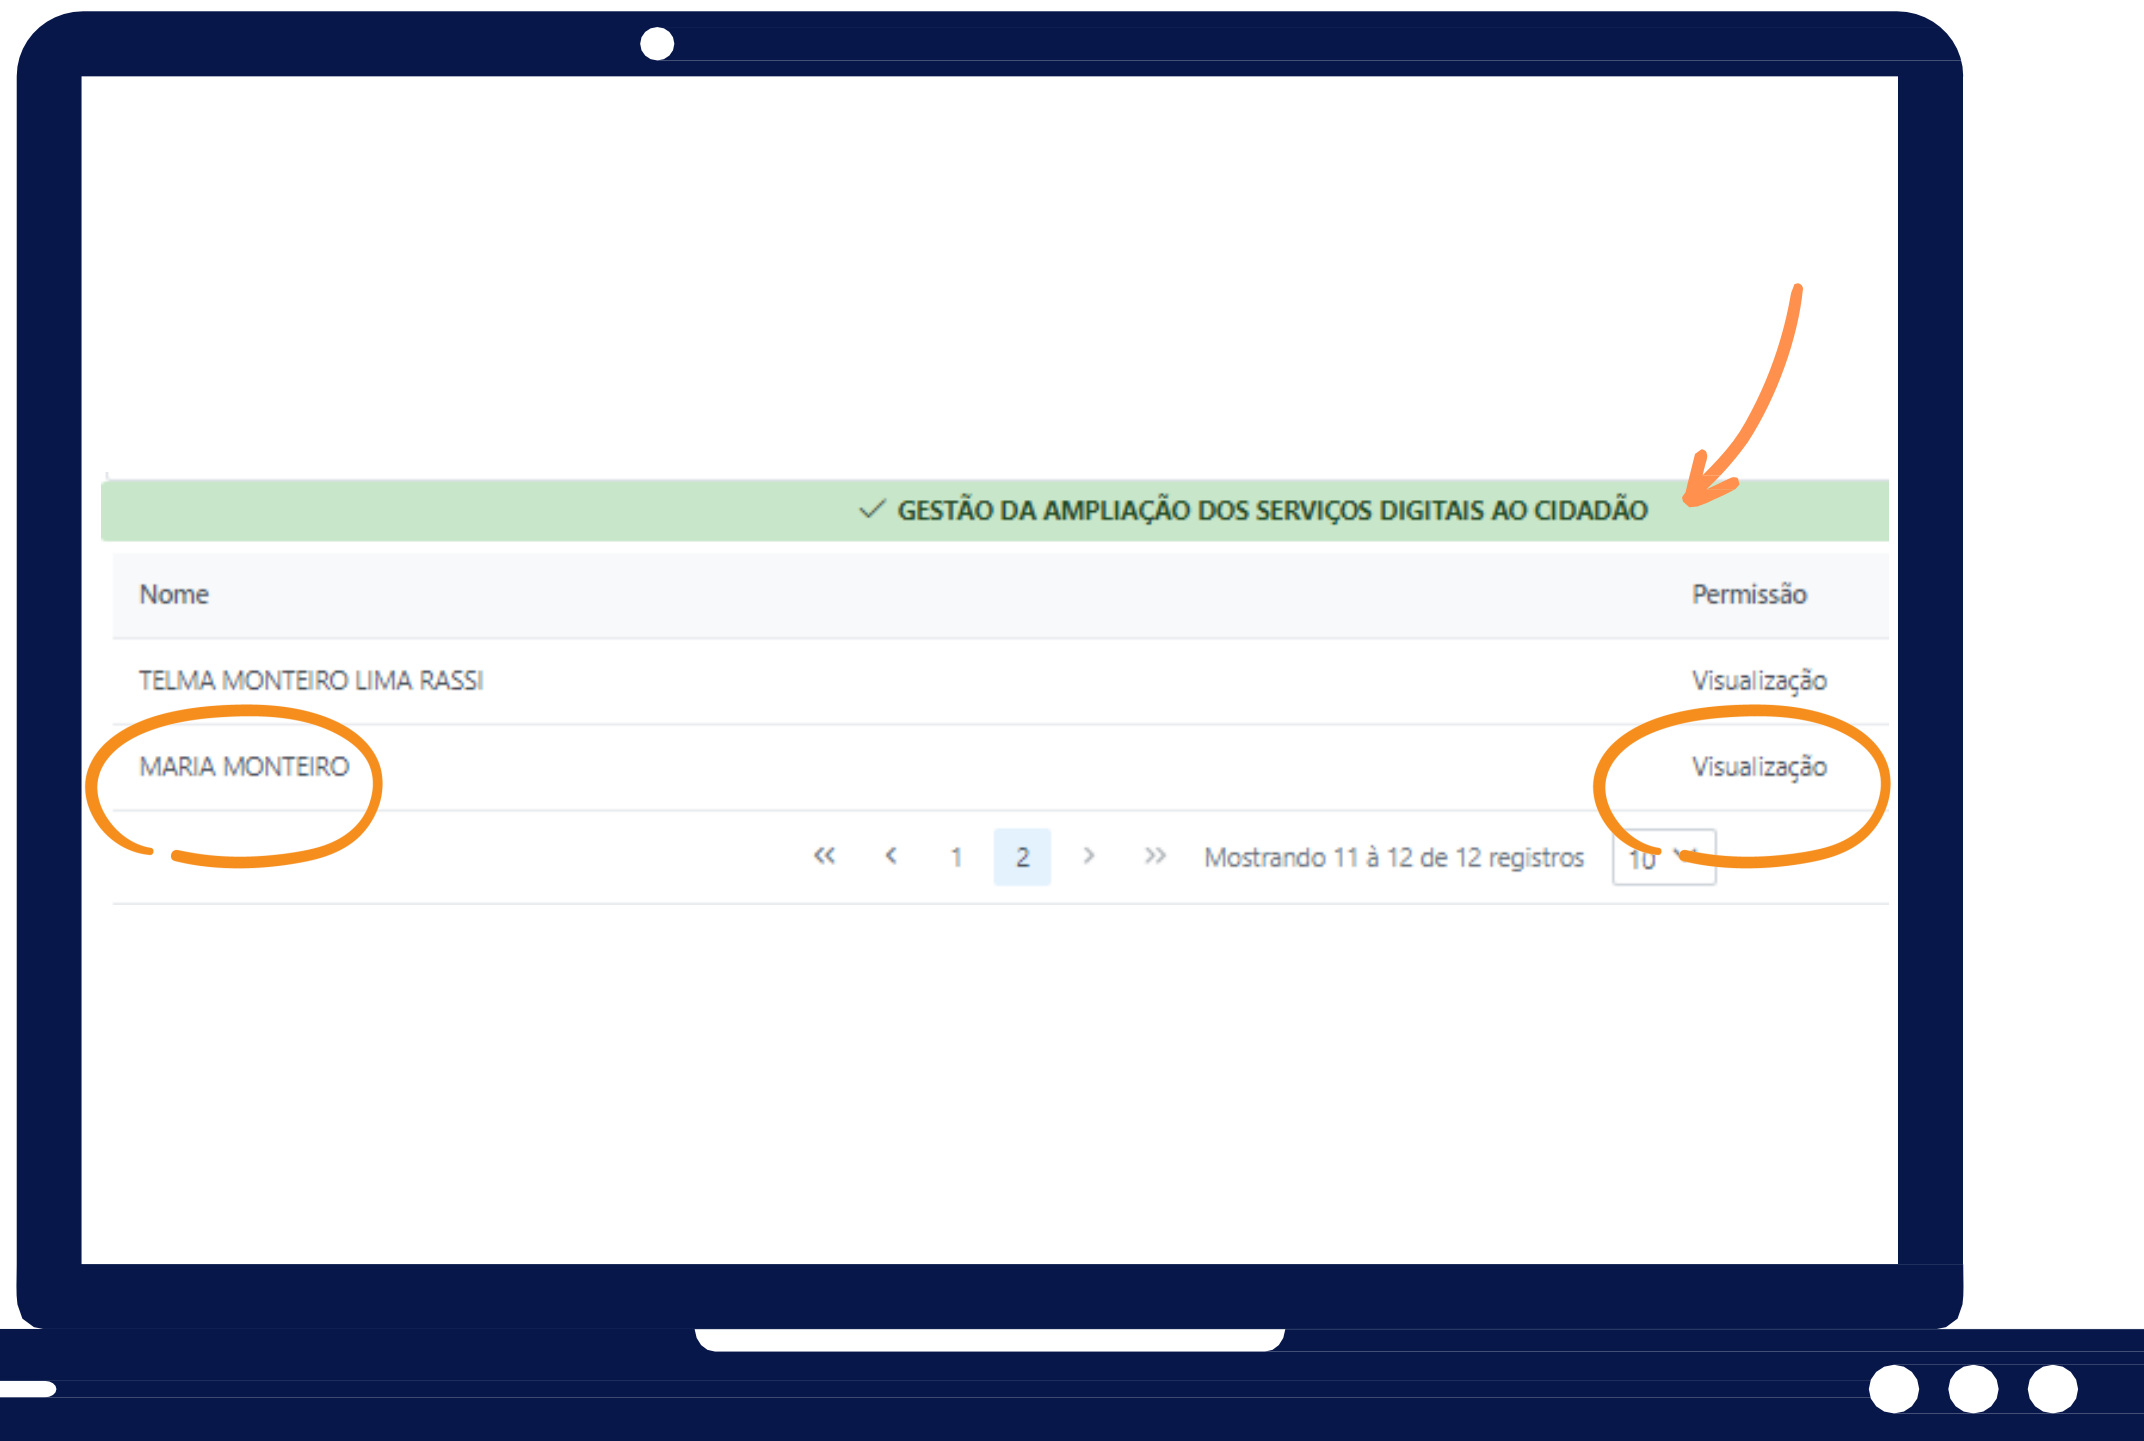 GESTÃO DA AMPLIAÇÃO DOS SERVIÇOS DIGITAIS AO CIDADÃO
Nome Permissão
TELMA MONTEIRO LIMA RASSI Visualização
MARIA MONTEIRO Visualização
1 2 Mostrando 11 à 12 de 12 registros 10